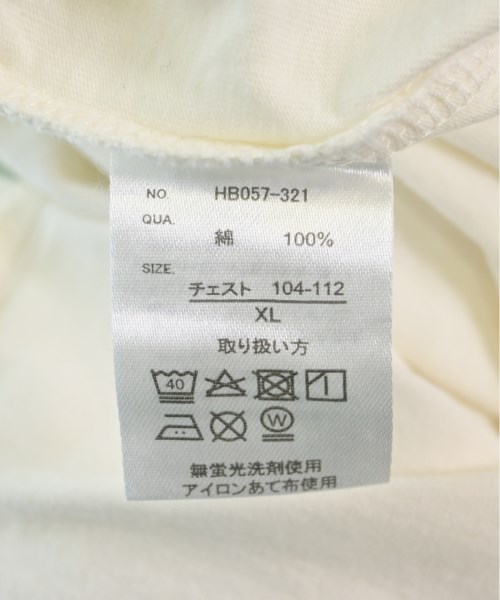 NO. HB057-321
QUA.
綿 100%
SIZE.
チェスト 104-112
XL
取り扱い方
40
W
無蛍光洗剤使用
アイロンあて布使用